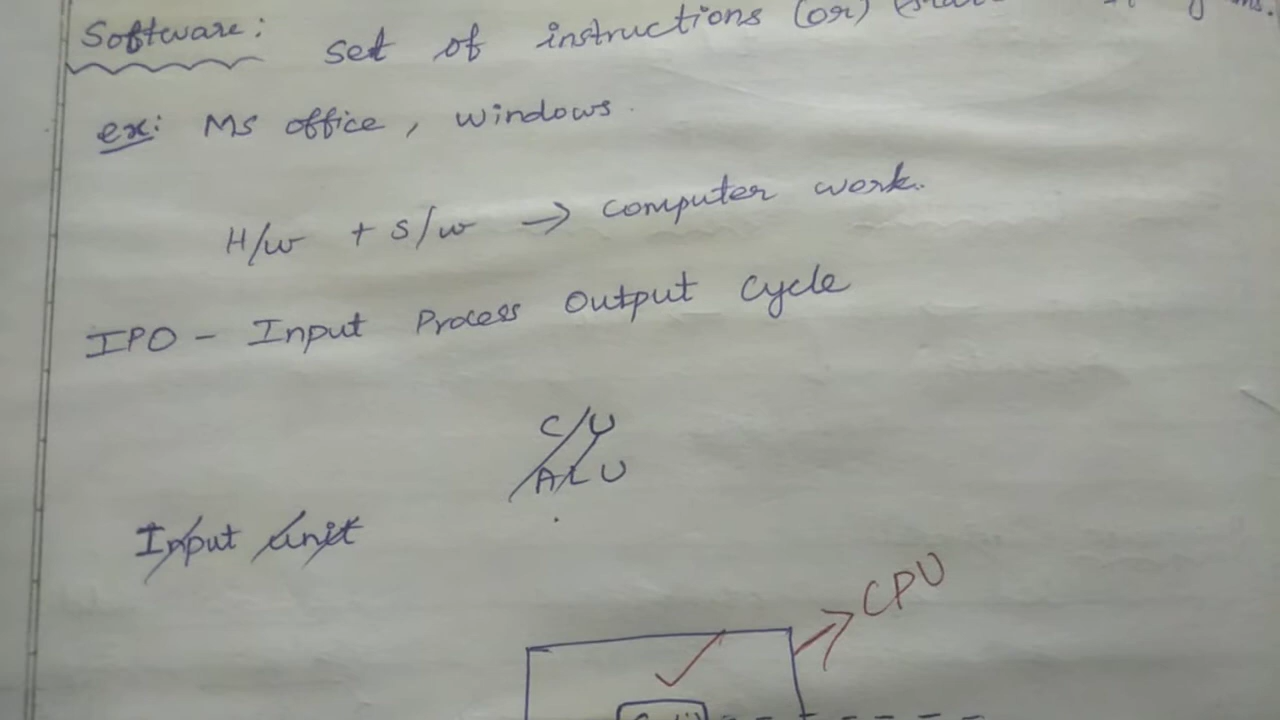 Software: set of instructions (or)
ex: MS office, windows.
H/w + S/w → computer work.
IPO - Input Process Output Cycle
C/U
ALU
Input unit
CPU